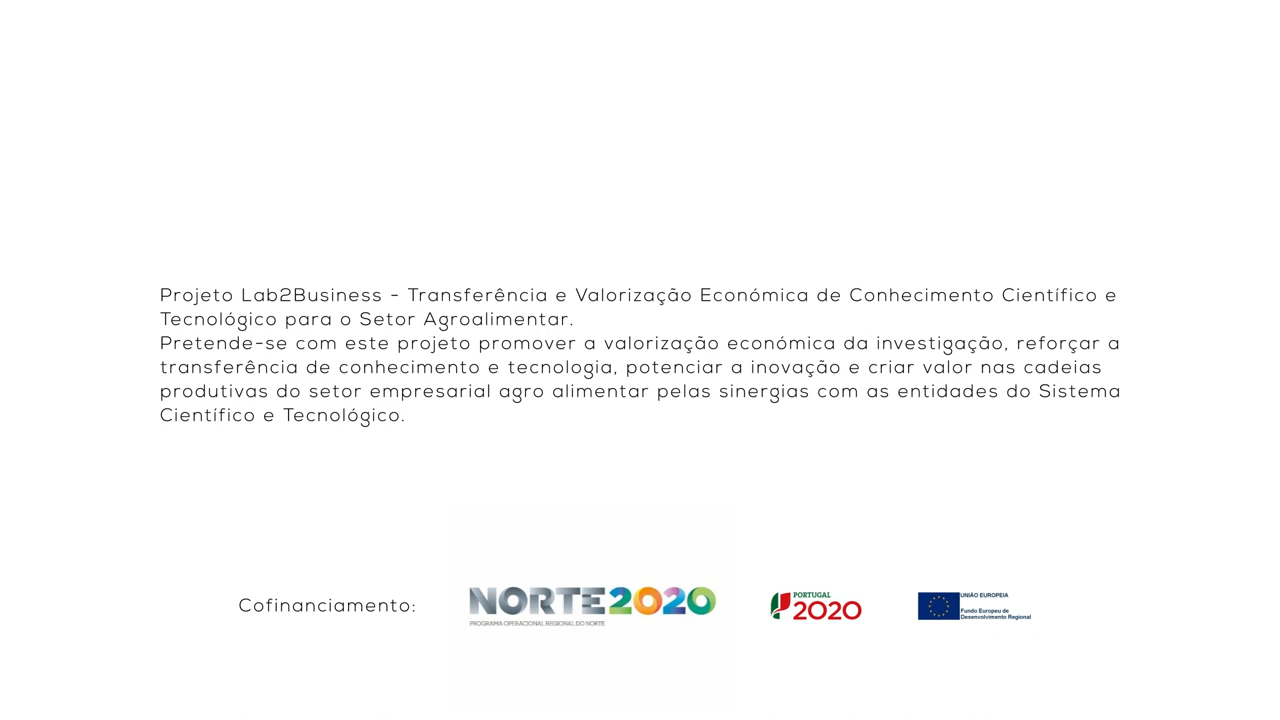 Projeto Lab2Business - Transferência e Valorização Económica de Conhecimento Científico e
Tecnológico para o Setor Agroalimentar.
Pretende-se com este projeto promover a valorização económica da investigação, reforçar a
transferência de conhecimento e tecnologia, potenciar a inovação e criar valor nas cadeias
produtivas do setor empresarial agro alimentar pelas sinergias com as entidades do Sistema
Científico e Tecnológico.
Cofinanciamento:
NORTE2020
PROGRAMA OPERACIONAL REGIONAL DO NORTE
PORTUGAL
2020
UNIÃO EUROPEIA
Fundo Europeu de
Desenvolvimento Regional